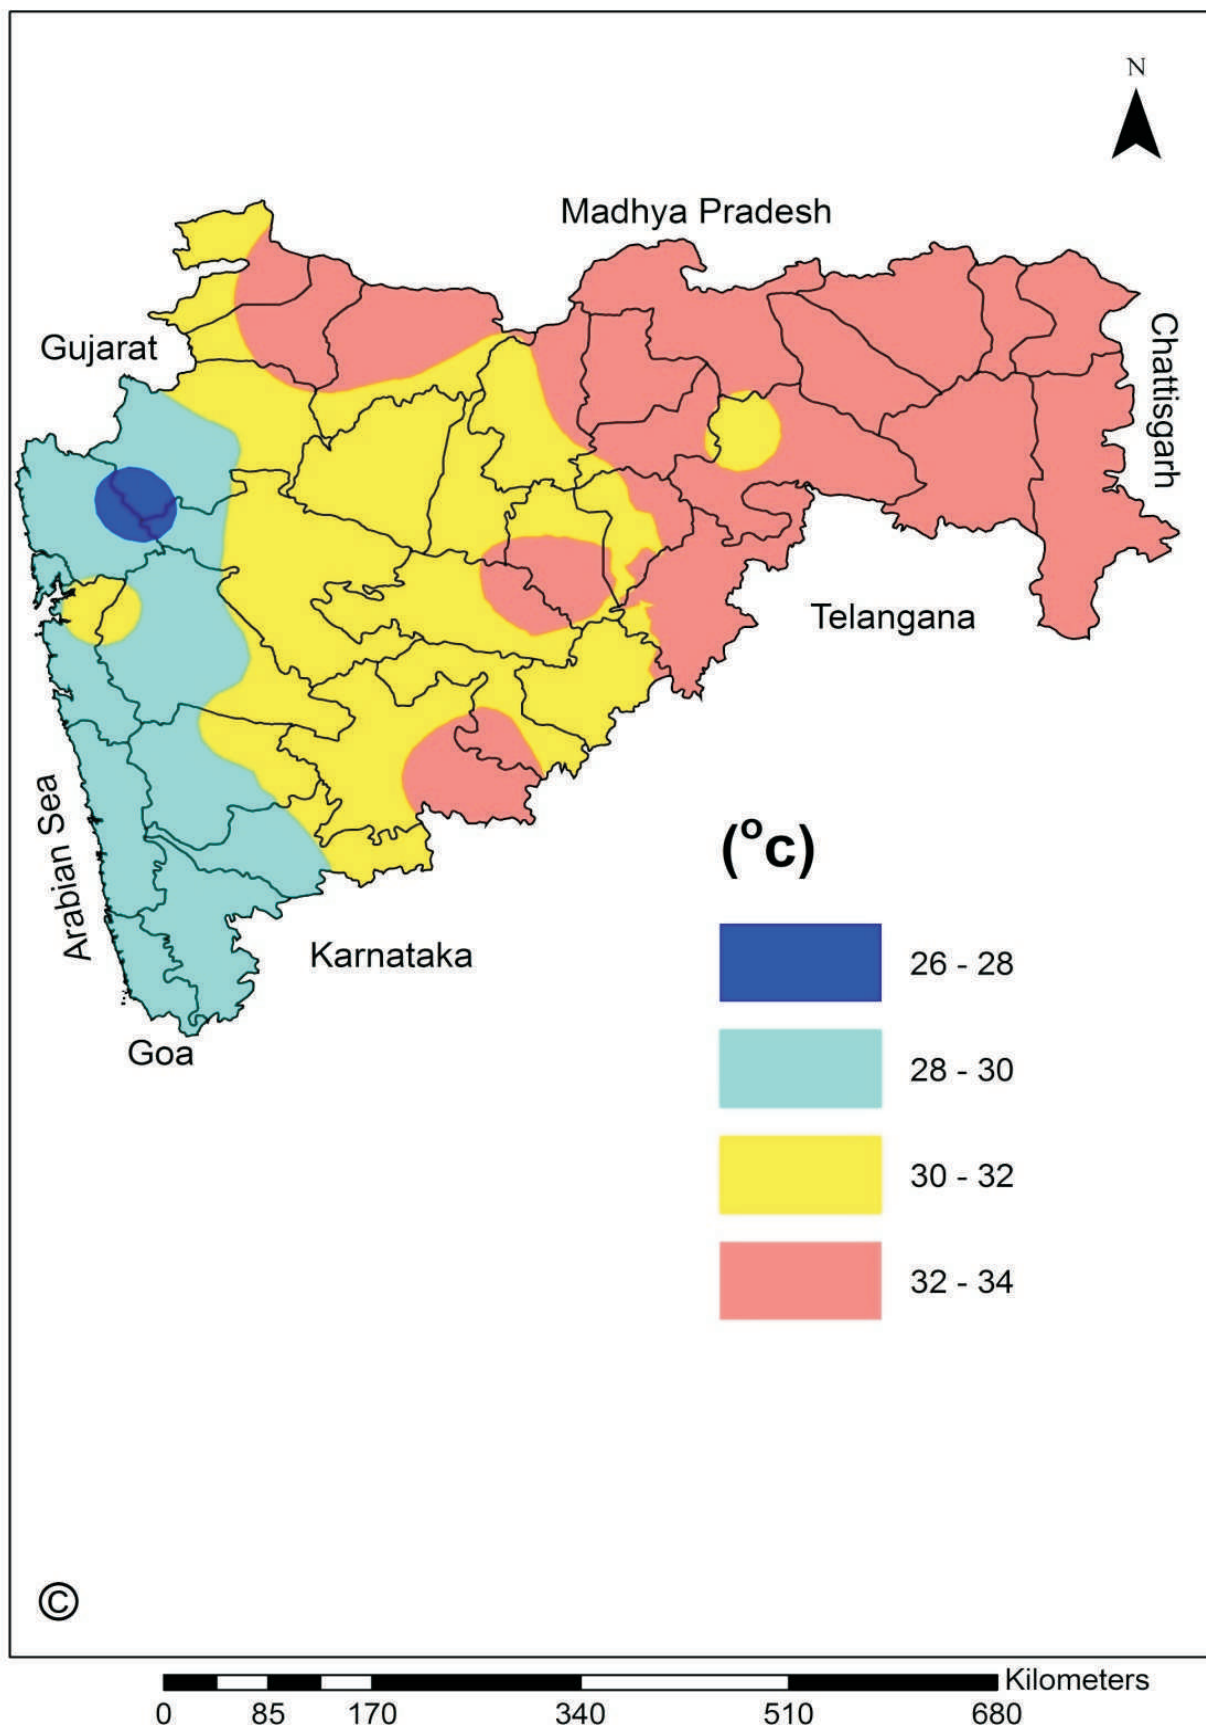 N
Madhya Pradesh
Gujarat
Chattisgarh
Telangana
Arabian Sea
(°c)
Karnataka
26 - 28
Goa
28 - 30
30 - 32
32 - 34
©
Kilometers
0 85 170 340 510 680